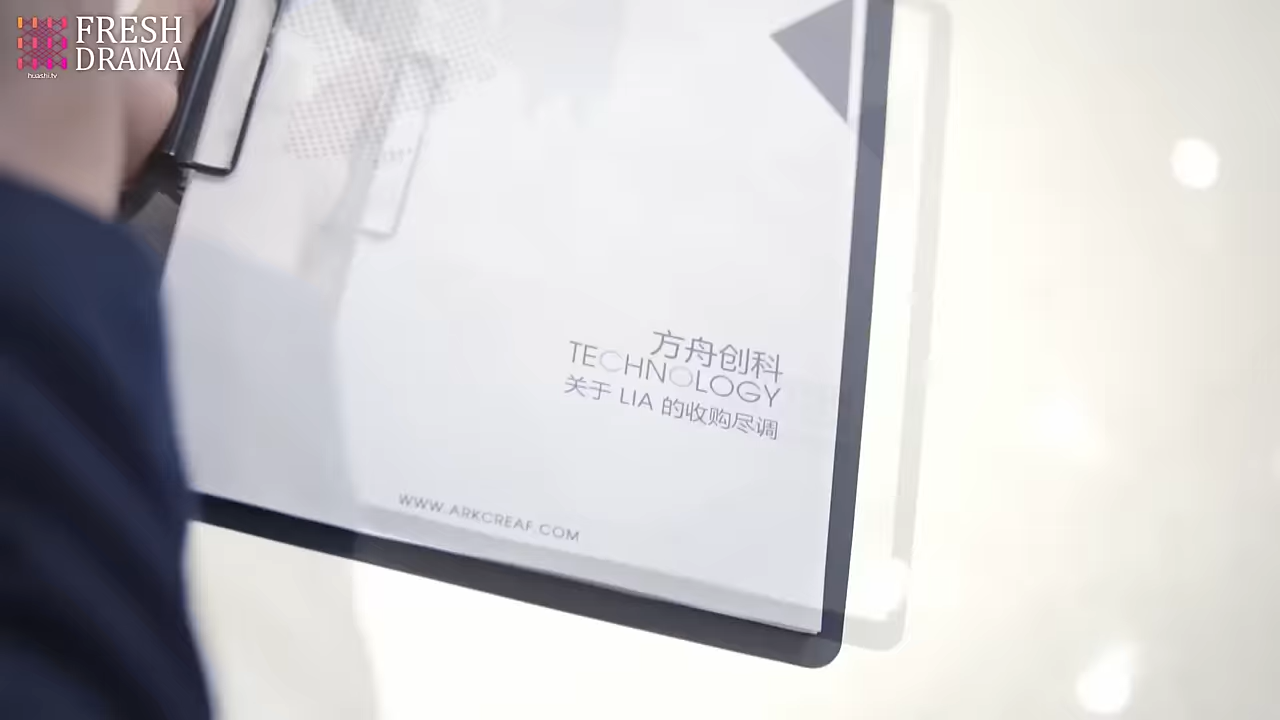 FRESH
DRAMA
huashi.tv
方舟创科
TECHNOLOGY
关于 LIA 的收购尽调
WWW.ARKCREAF.COM